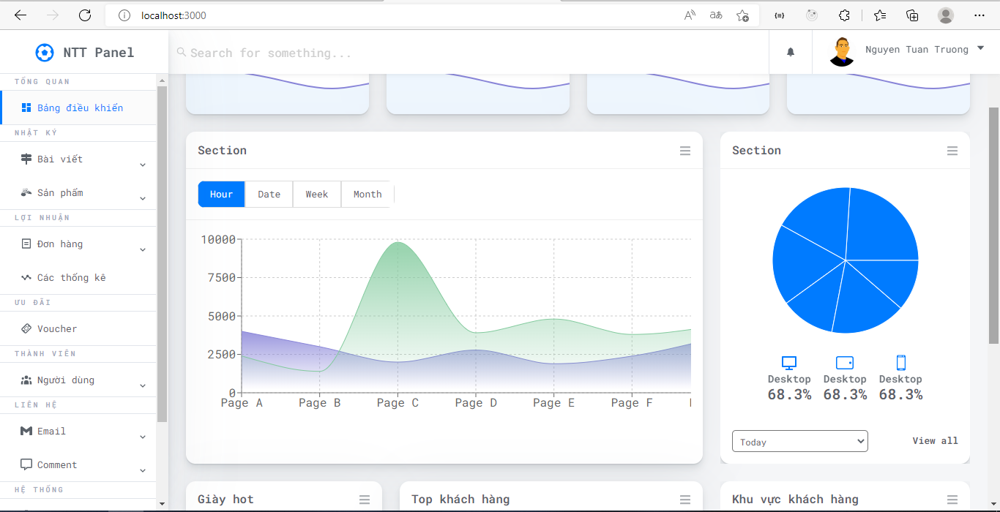 localhost:3000
NTT Panel
Search for something...
Nguyen Tuan Truong
TỔNG QUAN
Bảng điều khiển
NHẬT KÝ
Bài viết
Sản phẩm
LỢI NHUẬN
Đơn hàng
Các thống kê
ƯU ĐÃI
Voucher
THÀNH VIÊN
Người dùng
LIÊN HỆ
Email
Comment
HỆ THỐNG
Section
Hour Date Week Month
10000
7500
5000
2500
0
Page A Page B Page C Page D Page E Page F
Section
Desktop Desktop Desktop
68.3% 68.3% 68.3%
Today
View all
Giày hot
Top khách hàng
Khu vực khách hàng